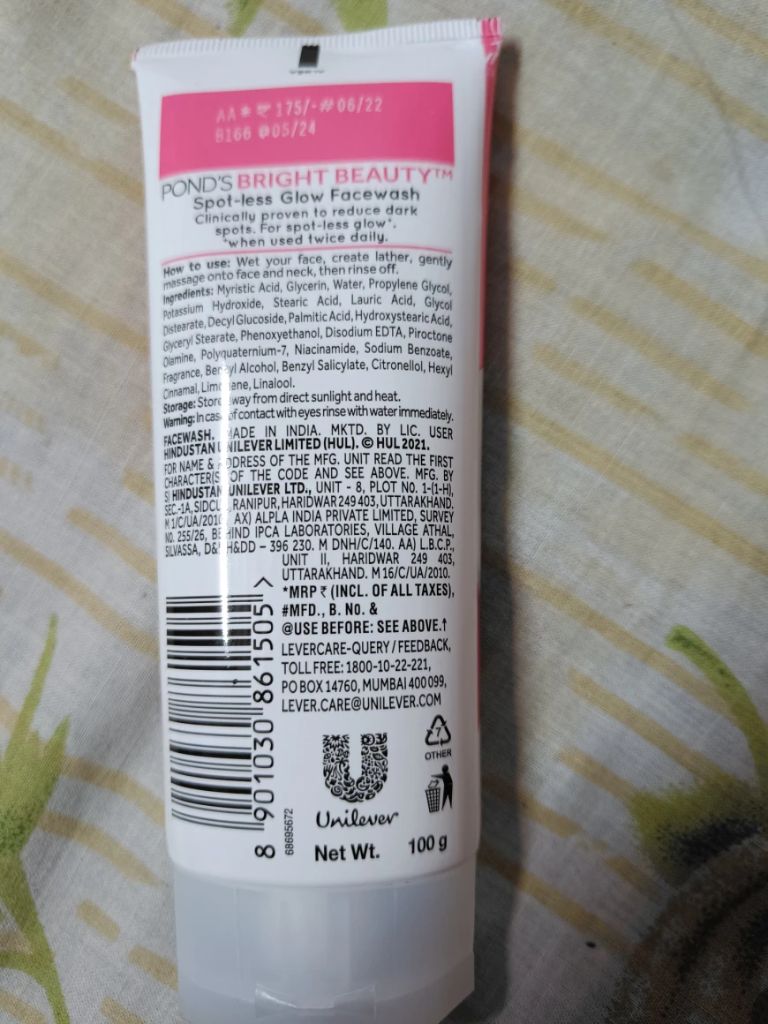 AA* ₹ 175/- #06/22
B166 @05/24
POND'S BRIGHT BEAUTY™
Spot-less Glow Facewash
Clinically proven to reduce dark
spots. For spot-less glow*.
*when used twice daily.
How to use: Wet your face, create lather, gently
massage onto face and neck, then rinse off.
Ingredients: Myristic Acid, Glycerin, Water, Propylene Glycol,
Potassium Hydroxide, Stearic Acid, Lauric Acid, Glycol
Distearate, Decyl Glucoside, Palmitic Acid, Hydroxystearic Acid,
Glyceryl Stearate, Phenoxyethanol, Disodium EDTA, Piroctone
Olamine, Polyquaternium-7, Niacinamide, Sodium Benzoate,
Fragrance, Benzyl Alcohol, Benzyl Salicylate, Citronellol, Hexyl
Cinnamal, Limonene, Linalool.
Storage: Store away from direct sunlight and heat.
Warning: In case of contact with eyes rinse with water immediately.
FACEWASH. MADE IN INDIA. MKTD. BY LIC. USER
HINDUSTAN UNILEVER LIMITED (HUL). © HUL 2021.
FOR NAME & ADDRESS OF THE MFG. UNIT READ THE FIRST
CHARACTER(S) OF THE CODE AND SEE ABOVE. MFG. BY
S) HINDUSTAN UNILEVER LTD., UNIT - 8, PLOT NO. 1-(1-H),
SEC.-1A, SIDCUL, RANIPUR, HARIDWAR 249 403, UTTARAKHAND.
M 1/C/UA/2010, AX) ALPLA INDIA PRIVATE LIMITED, SURVEY
NO. 255/26, BEHIND IPCA LABORATORIES, VILLAGE ATHAL,
SILVASSA, D&NH&DD – 396 230. M DNH/C/140. AA) L.B.C.P.,
UNIT II, HARIDWAR 249 403,
UTTARAKHAND. M 16/C/UA/2010.
*MRP ₹ (INCL. OF ALL TAXES),
#MFD., B. No. &
@USE BEFORE: SEE ABOVE.↑
LEVERCARE-QUERY / FEEDBACK,
TOLL FREE: 1800-10-22-221,
PO BOX 14760, MUMBAI 400 099,
LEVER.CARE@UNILEVER.COM
8 901030 861505 >
68695672
7
OTHER
Unilever
Net Wt. 100 g